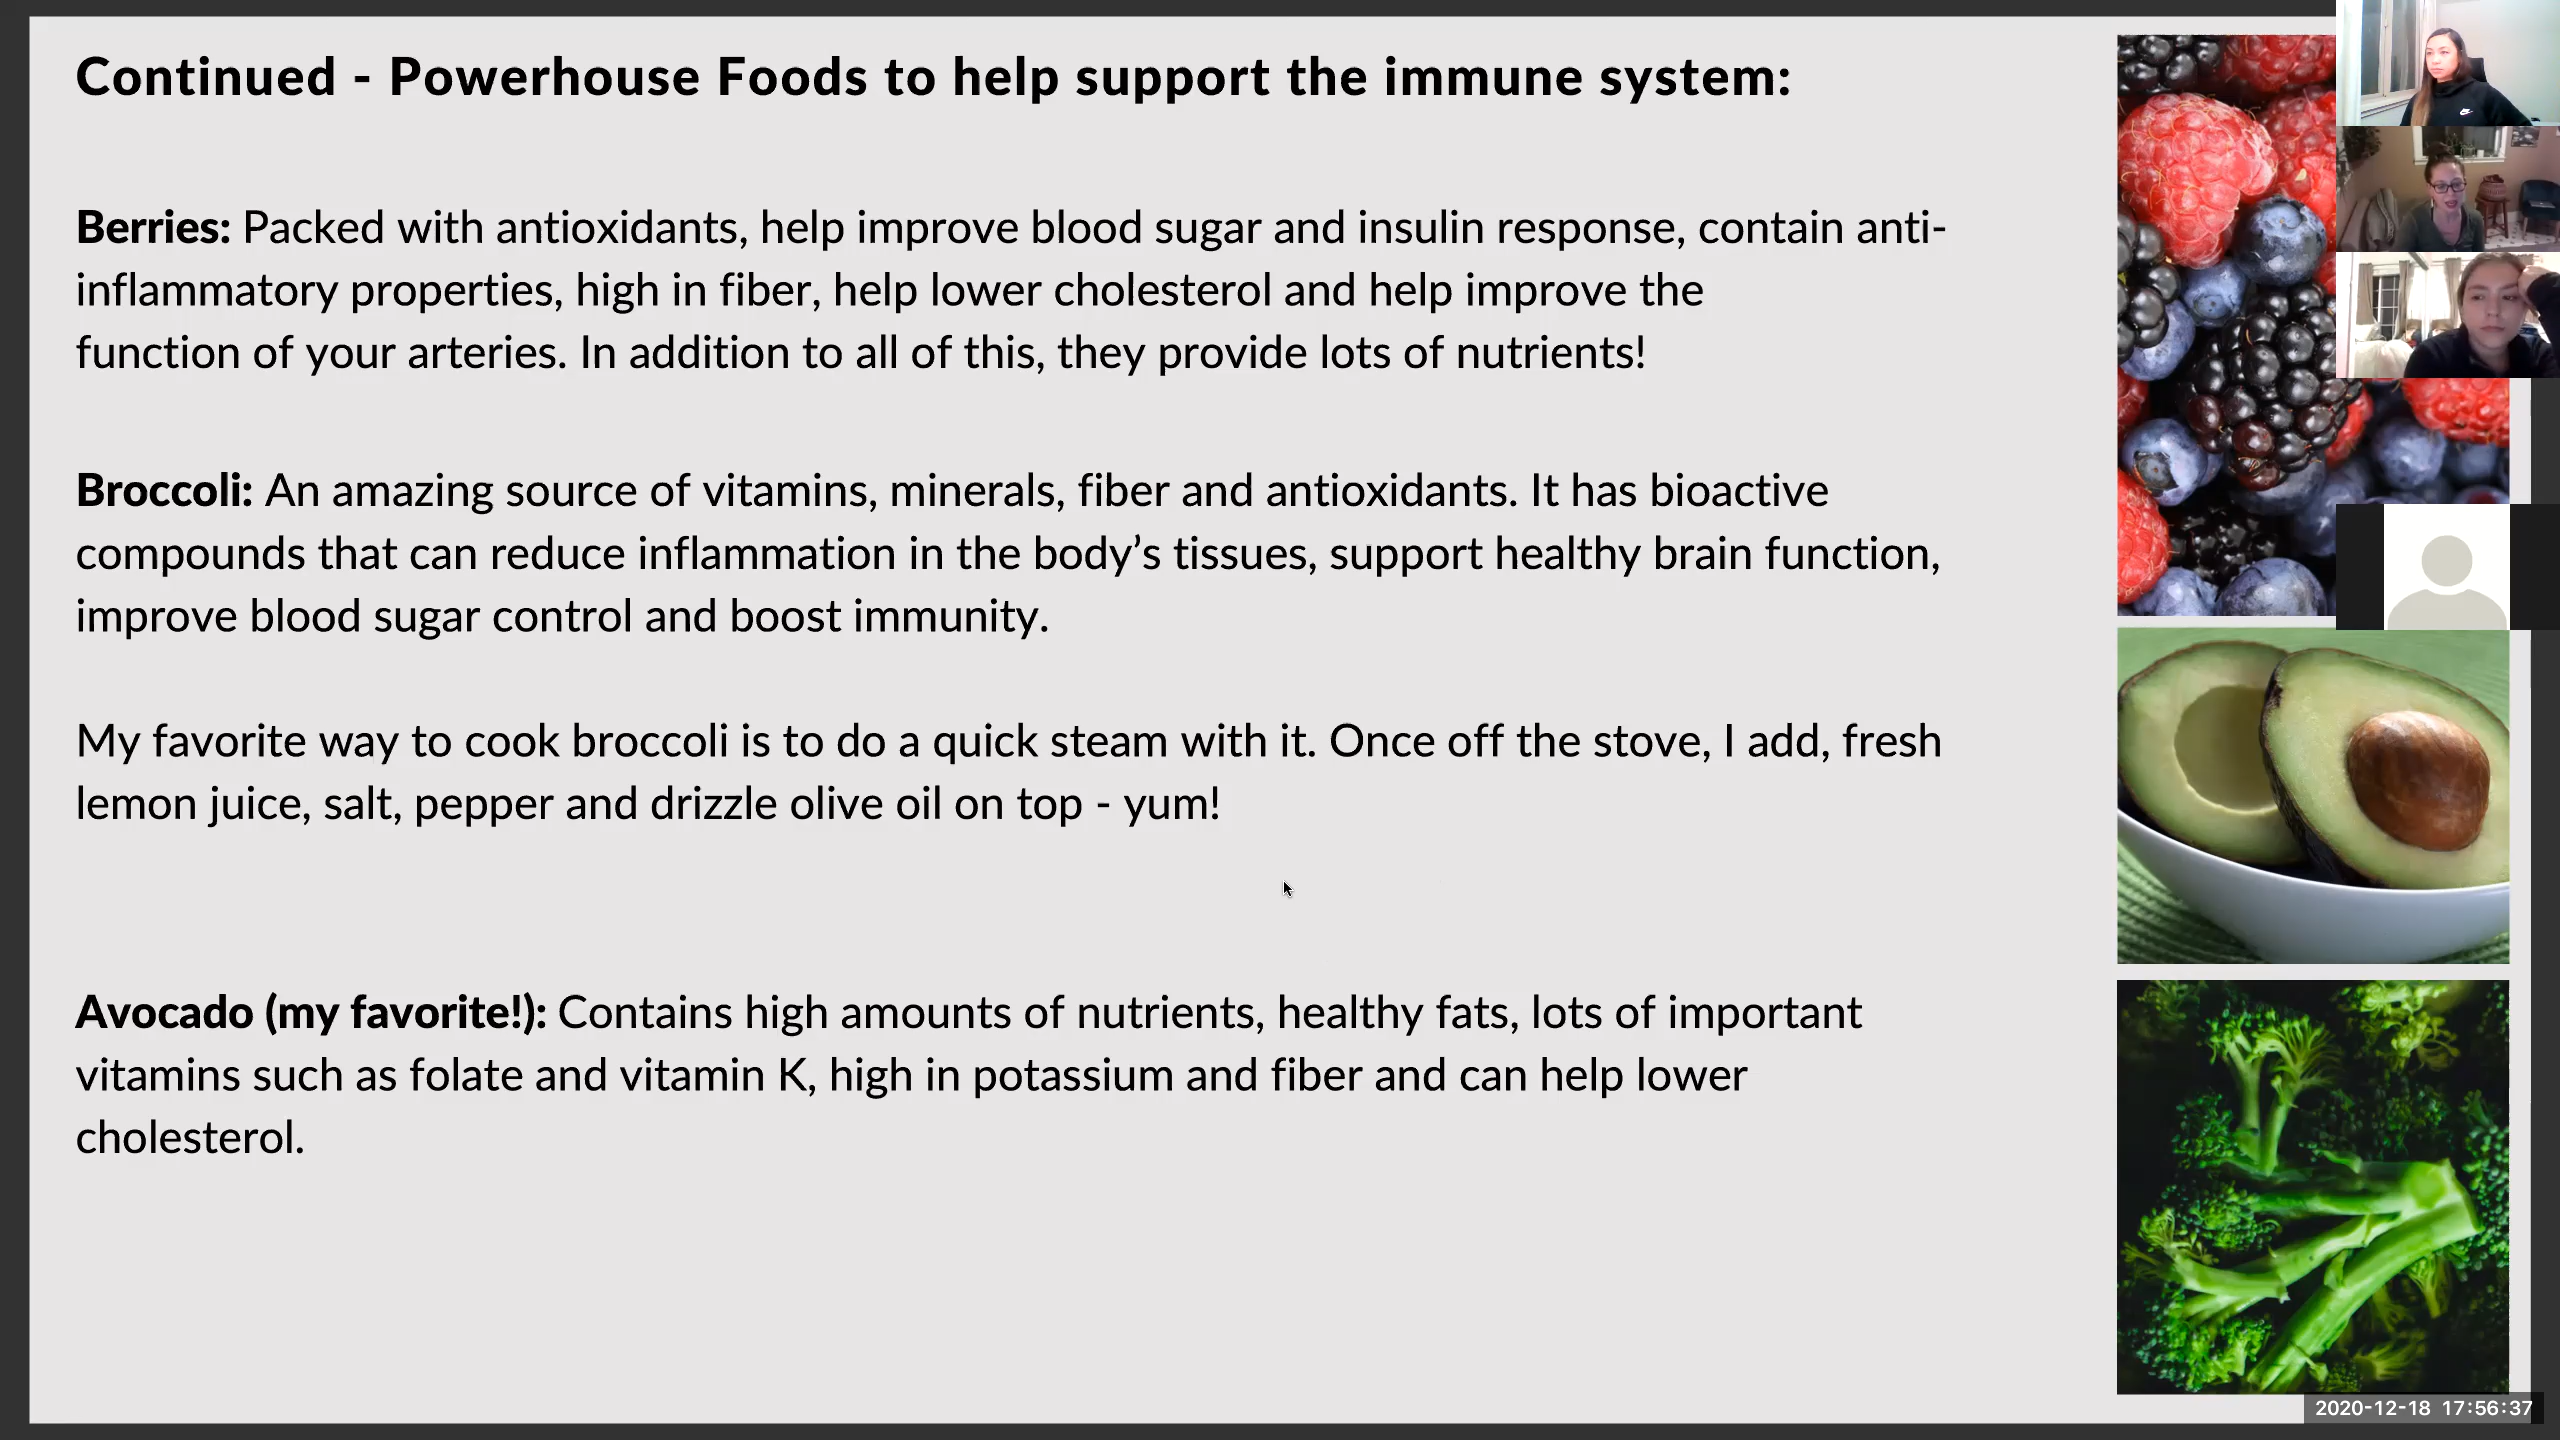 Continued - Powerhouse Foods to help support the immune system:
Berries: Packed with antioxidants, help improve blood sugar and insulin response, contain anti-
inflammatory properties, high in fiber, help lower cholesterol and help improve the
function of your arteries. In addition to all of this, they provide lots of nutrients!
Broccoli: An amazing source of vitamins, minerals, fiber and antioxidants. It has bioactive
compounds that can reduce inflammation in the body’s tissues, support healthy brain function,
improve blood sugar control and boost immunity.
My favorite way to cook broccoli is to do a quick steam with it. Once off the stove, I add, fresh
lemon juice, salt, pepper and drizzle olive oil on top - yum!
Avocado (my favorite!): Contains high amounts of nutrients, healthy fats, lots of important
vitamins such as folate and vitamin K, high in potassium and fiber and can help lower
cholesterol.
2020-12-18 17:56:37